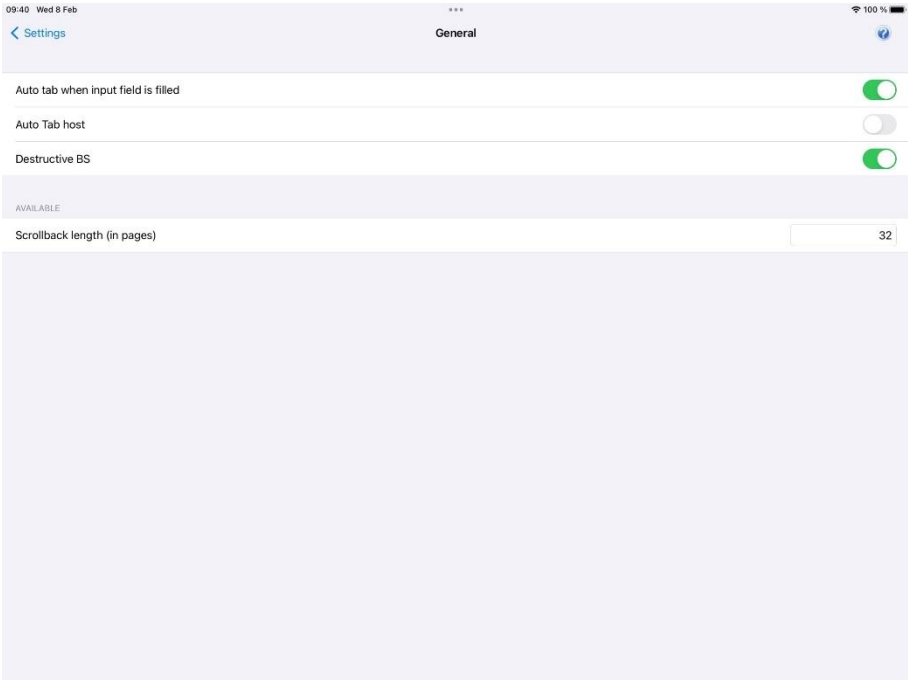 09:40 Wed 8 Feb 100 %
Settings General ?
Auto tab when input field is filled
Auto Tab host
Destructive BS
AVAILABLE
Scrollback length (in pages) 32